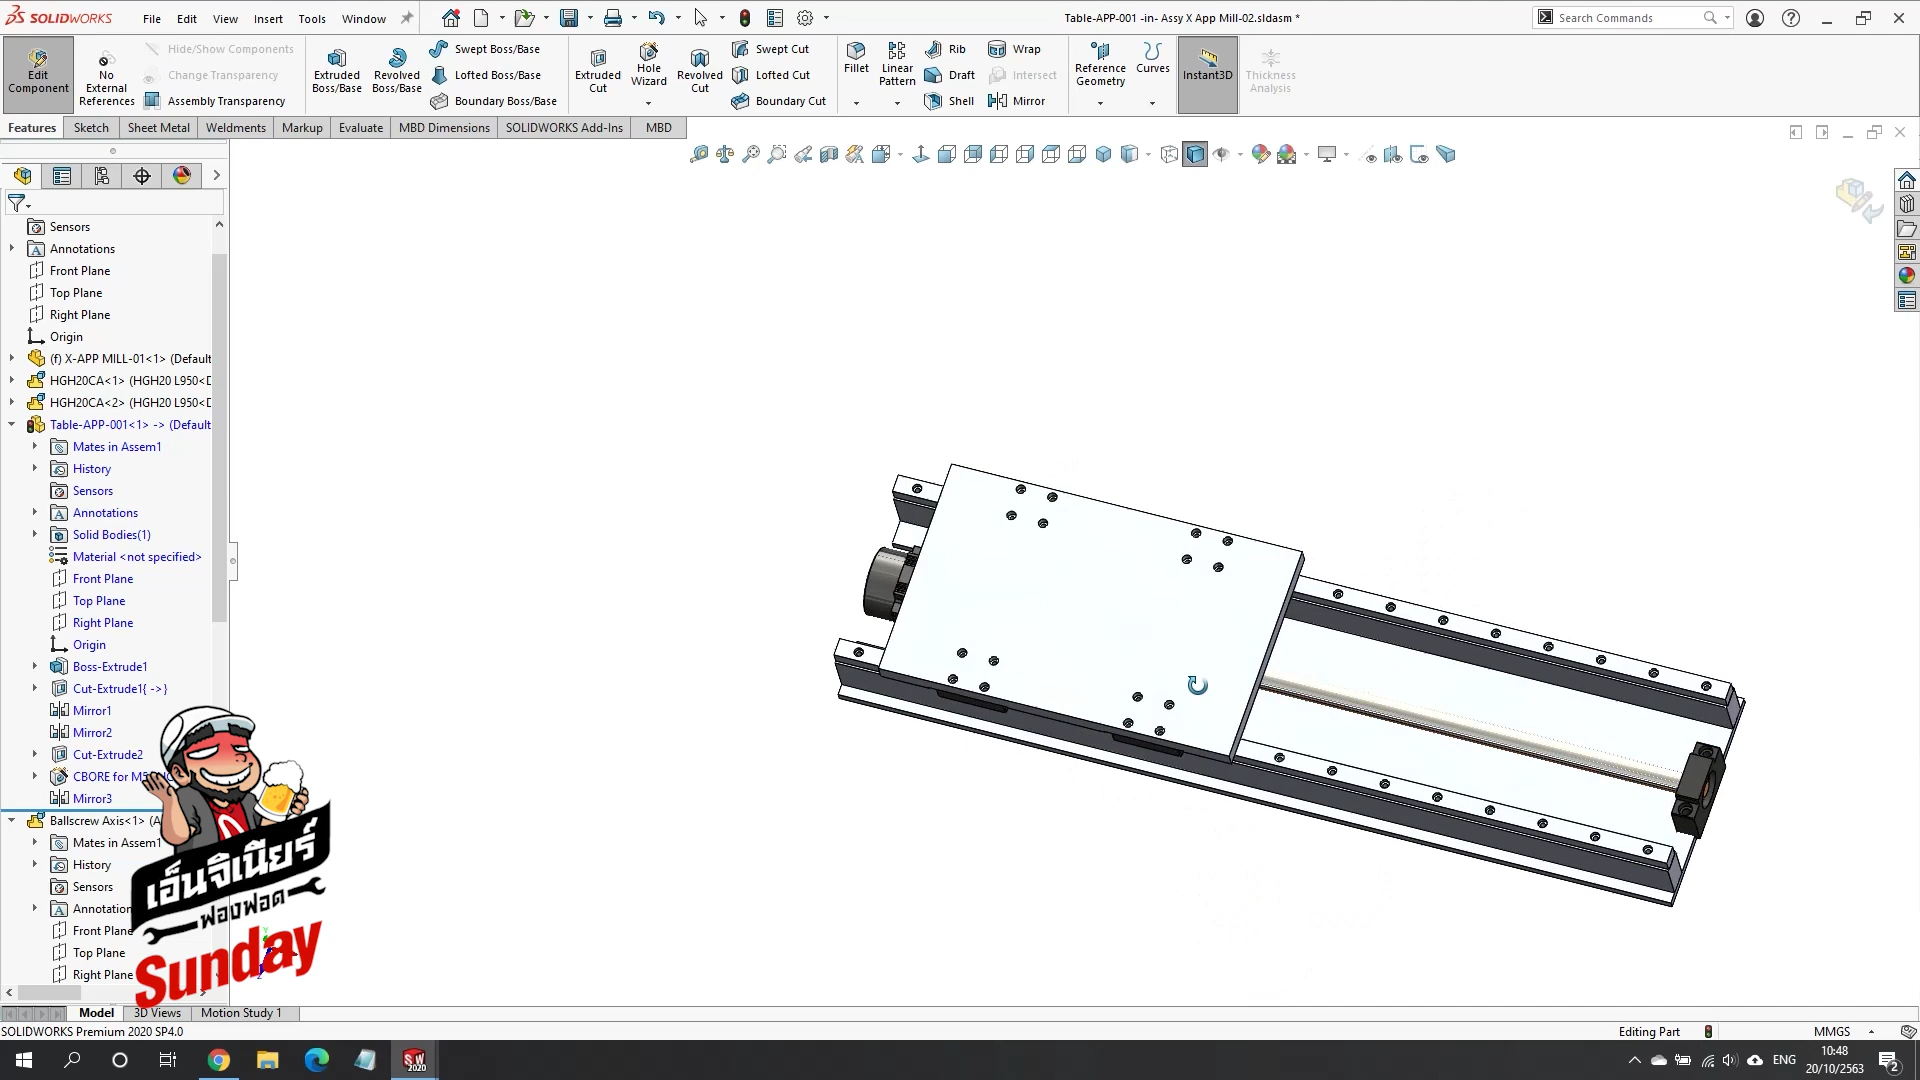 SOLIDWORKS
File Edit View Insert Tools Window
Table-APP-001 -in- Assy X App Mill-02.sldasm *
Search Commands
Edit Component
No External References
Hide/Show Components
Change Transparency
Assembly Transparency
Extruded Boss/Base
Revolved Boss/Base
Swept Boss/Base
Lofted Boss/Base
Boundary Boss/Base
Extruded Cut
Hole Wizard
Revolved Cut
Swept Cut
Lofted Cut
Boundary Cut
Fillet
Linear Pattern
Rib
Draft
Shell
Wrap
Intersect
Mirror
Reference Geometry
Curves
Instant3D
Thickness Analysis
Features Sketch Sheet Metal Weldments Markup Evaluate MBD Dimensions SOLIDWORKS Add-Ins MBD
Sensors
Annotations
Front Plane
Top Plane
Right Plane
Origin
(f) X-APP MILL-01<1> (Default
HGH20CA<1> (HGH20 L950<D
HGH20CA<2> (HGH20 L950<D
Table-APP-001<1> -> (Default
Mates in Assem1
History
Sensors
Annotations
Solid Bodies(1)
Material <not specified>
Front Plane
Top Plane
Right Plane
Origin
Boss-Extrude1
Cut-Extrude1{ ->}
Mirror1
Mirror2
Cut-Extrude2
CBORE for M5
Mirror3
Ballscrew Axis<1> (A
Mates in Assem1
History
Sensors
Annotation
Front Plane
Top Plane
Right Plane
เอ็นจิเนียร์
ฟองฟอด
Sunday
Model 3D Views Motion Study 1
SOLIDWORKS Premium 2020 SP4.0
Editing Part
MMGS
SW 2020
ENG
10:48
20/10/2563
2